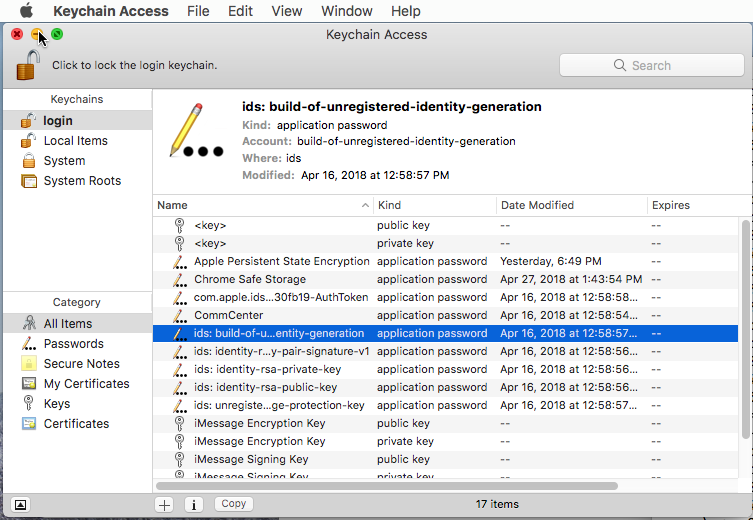 Keychain Access File Edit View Window Help
Keychain Access
Click to lock the login keychain.
Search
Keychains
login
Local Items
System
System Roots
ids: build-of-unregistered-identity-generation
Kind: application password
Account: build-of-unregistered-identity-generation
Where: ids
Modified: Apr 16, 2018 at 12:58:57 PM
Name Kind Date Modified Expires
<key> public key --  --
<key> private key -- --
Apple Persistent State Encryption application password Yesterday, 6:49 PM --
Chrome Safe Storage application password Apr 27, 2018 at 1:43:54 PM --
com.apple.ids...30fb19-AuthToken application password Apr 16, 2018 at 12:58:58... --
CommCenter application password Apr 16, 2018 at 12:58:54... --
ids: build-of-u...entity-generation application password Apr 16, 2018 at 12:58:57... --
ids: identity-r...y-pair-signature-v1 application password Apr 16, 2018 at 12:58:56... --
ids: identity-rsa-private-key application password Apr 16, 2018 at 12:58:56... --
ids: identity-rsa-public-key application password Apr 16, 2018 at 12:58:56... --
ids: unregiste...ge-protection-key application password Apr 16, 2018 at 12:58:57... --
iMessage Encryption Key public key -- --
iMessage Encryption Key private key -- --
iMessage Signing Key public key -- --
iMessage Signing Key private key -- --
Category
All Items
Passwords
Secure Notes
My Certificates
Keys
Certificates
Copy
17 items